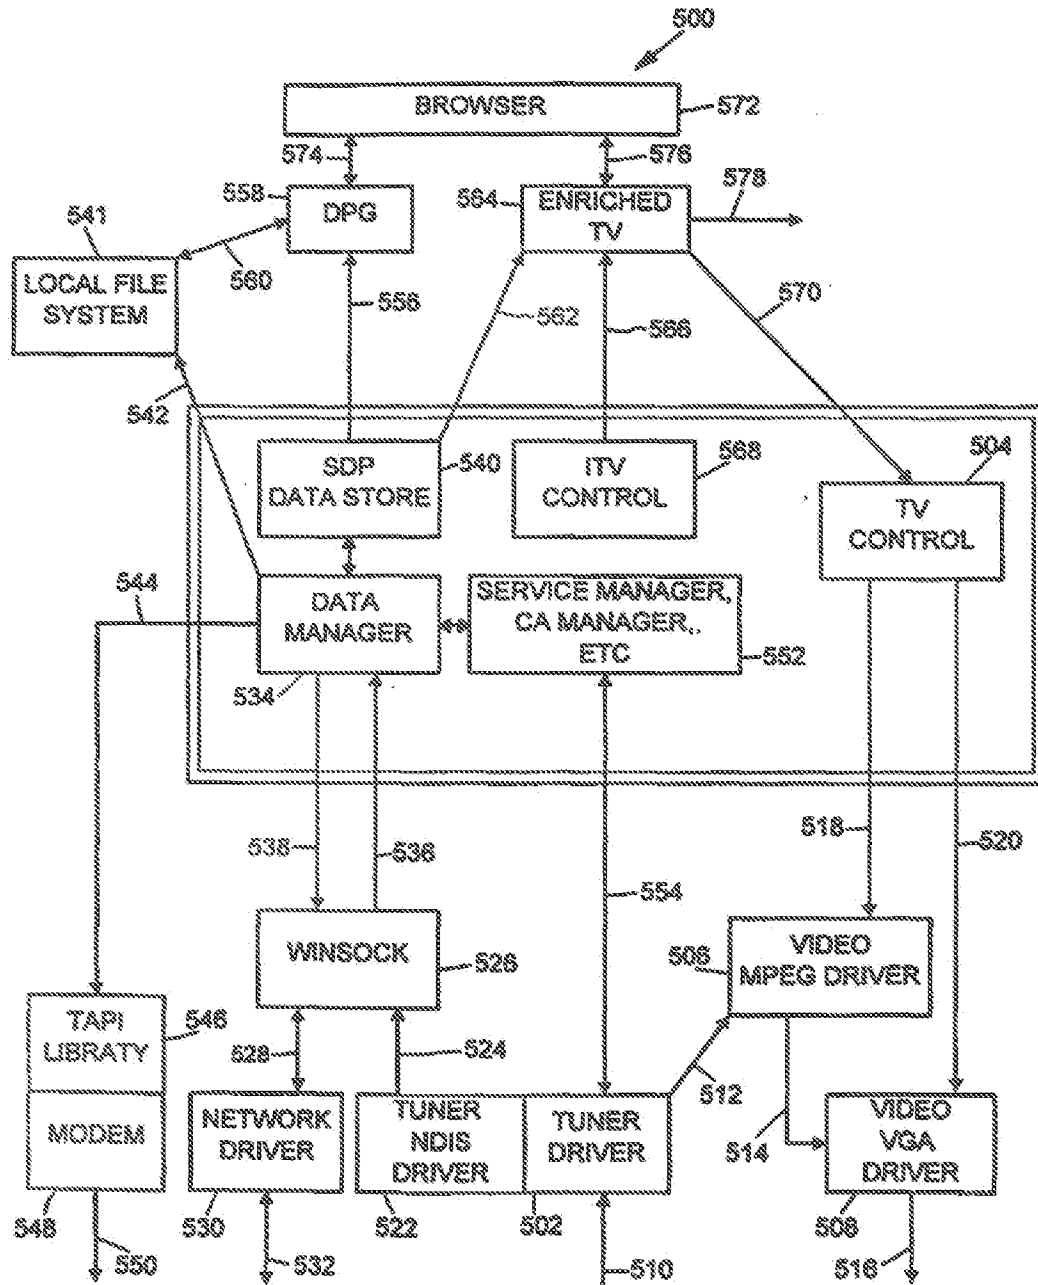 500
BROWSER
572
574
576
578
558
DPG
564
ENRICHED
TV
541
LOCAL FILE
SYSTEM
560
556
562
566
570
542
SDP
DATA STORE
540
ITV
CONTROL
568
504
TV
CONTROL
544
DATA
MANAGER
SERVICE MANAGER,
CA MANAGER,
ETC
552
534
538
536
554
518
520
WINSOCK
526
506
VIDEO
MPEG DRIVER
TAPI
LIBRATY
546
528
524
512
514
MODEM
NETWORK
DRIVER
TUNER
NDIS
DRIVER
TUNER
DRIVER
VIDEO
VGA
DRIVER
548
550
530
532
522
502
510
508
516